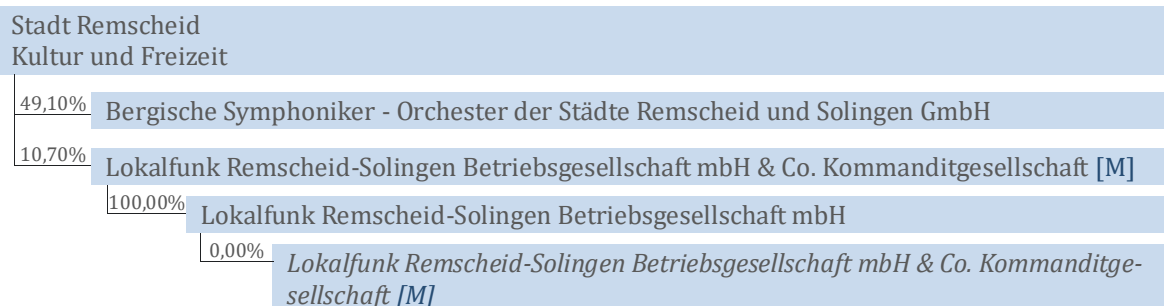 Stadt Remscheid
Kultur und Freizeit
49,10%
Bergische Symphoniker - Orchester der Städte Remscheid und Solingen GmbH
10,70%
Lokalfunk Remscheid-Solingen Betriebsgesellschaft mbH & Co. Kommanditgesellschaft [M]
100,00%
Lokalfunk Remscheid-Solingen Betriebsgesellschaft mbH
0,00%
Lokalfunk Remscheid-Solingen Betriebsgesellschaft mbH & Co. Kommanditge-
sellschaft [M]